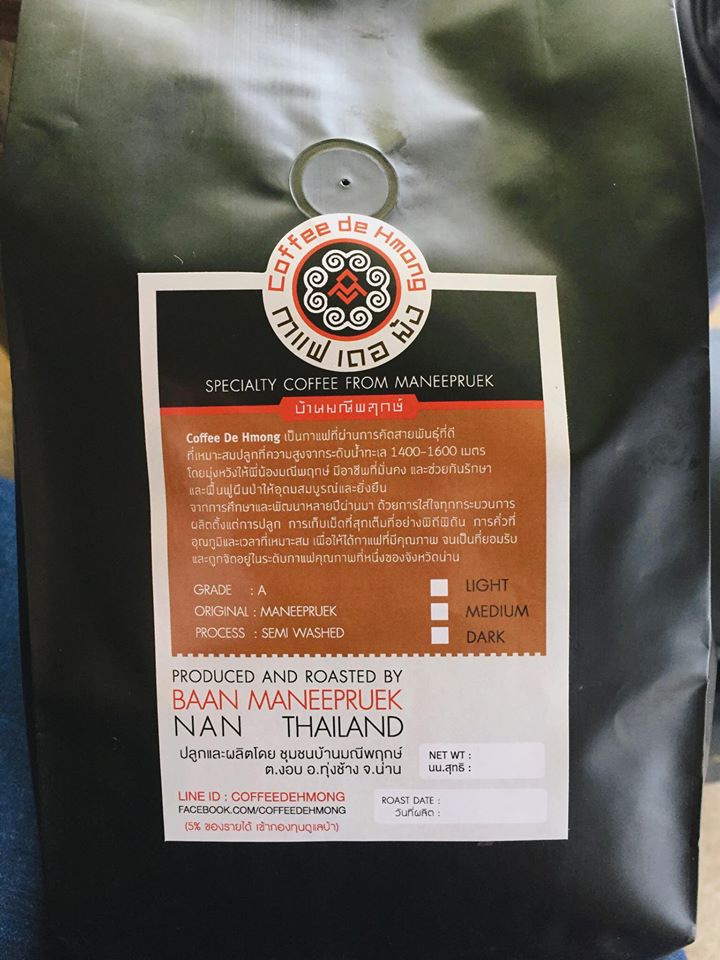 Coffee de Hmong
กาแฟ เดอ ม้ง
SPECIALTY COFFEE FROM MANEEPRUEK
บ้านมณีพฤกษ์
Coffee De Hmong เป็นกาแฟที่ผ่านการคัดสายพันธุ์ที่ดี
ที่เหมาะสมปลูกที่ความสูงจากระดับน้ำทะเล 1400-1600 เมตร
โดยมุ่งหวังให้พี่น้องมณีพฤกษ์ มีอาชีพที่มั่นคง และช่วยกันรักษา
และฟื้นฟูผืนป่าให้อุดมสมบูรณ์และยั่งยืน
จากการศึกษาและพัฒนาหลายปีผ่านมา ด้วยการใส่ใจทุกกระบวนการ
ผลิตตั้งแต่การปลูก การเก็บเม็ดที่สุกเต็มที่อย่างพิถีพิถัน การคั่วที่
อุณภูมิและเวลาที่เหมาะสม เพื่อให้ได้กาแฟที่มีคุณภาพ จนเป็นที่ยอมรับ
และถูกจัดอยู่ในระดับกาแฟคุณภาพที่หนึ่งของจังหวัดน่าน
GRADE : A
ORIGINAL : MANEEPRUEK
PROCESS : SEMI WASHED
LIGHT
MEDIUM
DARK
PRODUCED AND ROASTED BY
BAAN MANEEPRUEK
NAN THAILAND
ปลูกและผลิตโดย ชุมชนบ้านมณีพฤกษ์
ต.งอบ อ.ทุ่งช้าง จ.น่าน
NET WT :
นน.สุทธิ :
LINE ID : COFFEEDEHMONG
FACEBOOK.COM/COFFEEDEHMONG
(5% ของรายได้ เข้ากองทุนดูแลป่า)
ROAST DATE :
วันที่ผลิต :